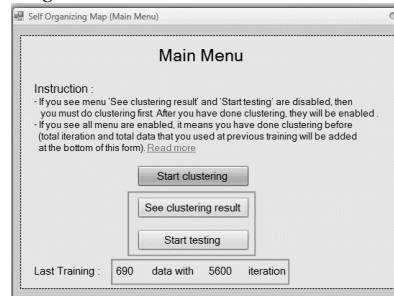 Self Organizing Map (Main Menu)
Main Menu
Instruction :
- If you see menu 'See clustering result' and 'Start testing' are disabled, then
you must do clustering first. After you have done clustering, they will be enabled .
- If you see all menu are enabled, it means you have done clustering before
(total iteration and total data that you used at previous training will be added
at the bottom of this form). Read more
Start clustering
See clustering result
Start testing
Last Training : 690 data with 5600 iteration